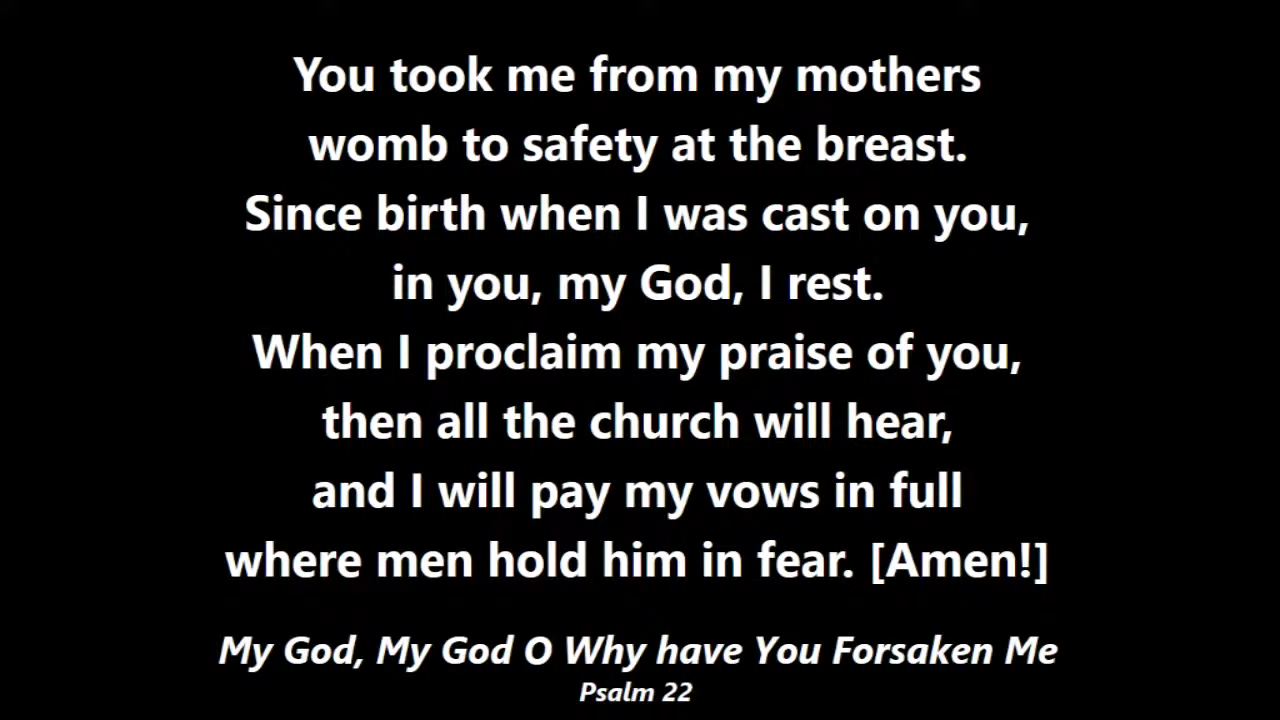 You took me from my mothers
womb to safety at the breast.
Since birth when I was cast on you,
in you, my God, I rest.
When I proclaim my praise of you,
then all the church will hear,
and I will pay my vows in full
where men hold him in fear. [Amen!]
My God, My God O Why have You Forsaken Me
Psalm 22